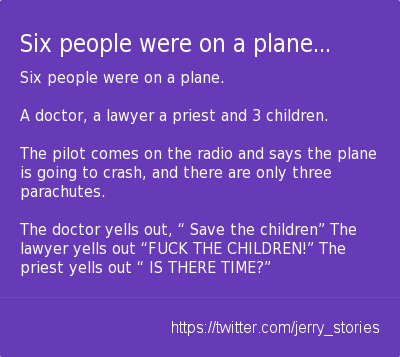 Six people were on a plane...
Six people were on a plane.
A doctor, a lawyer a priest and 3 children.
The pilot comes on the radio and says the plane
is going to crash, and there are only three
parachutes.
The doctor yells out, “ Save the children” The
lawyer yells out “FUCK THE CHILDREN!” The
priest yells out “ IS THERE TIME?”
https://twitter.com/jerry_stories